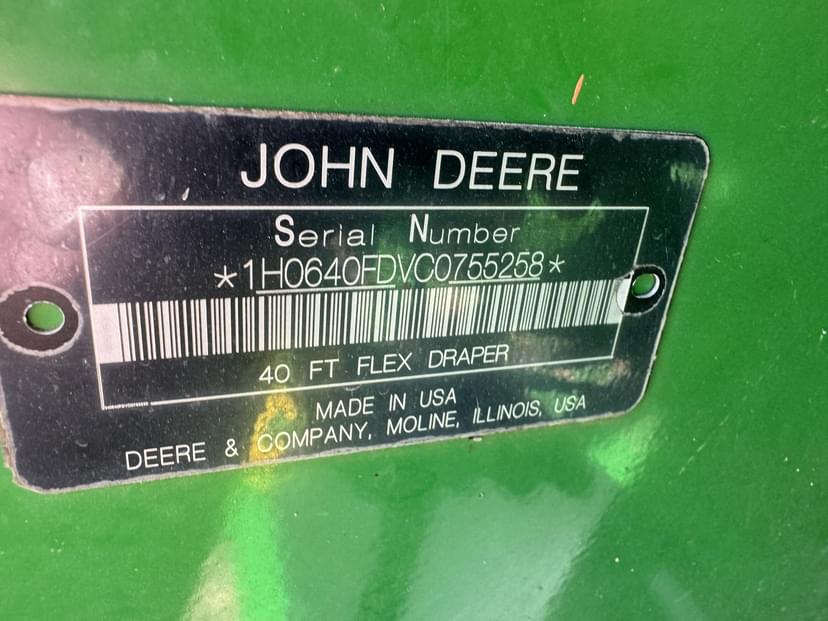 JOHN DEERE
Serial Number
*1H0640FDVC0755258*
40 FT FLEX DRAPER
MADE IN USA
DEERE & COMPANY, MOLINE, ILLINOIS, USA